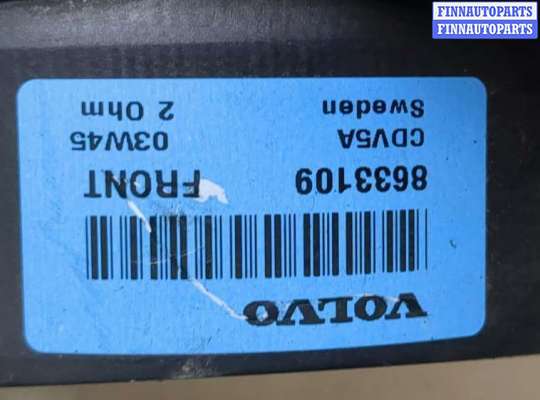 FINNAUTOPARTS
FINNAUTOPARTS
VOLVO
8633109 FRONT
CDV5A 03W45
Sweden 2 Ohm